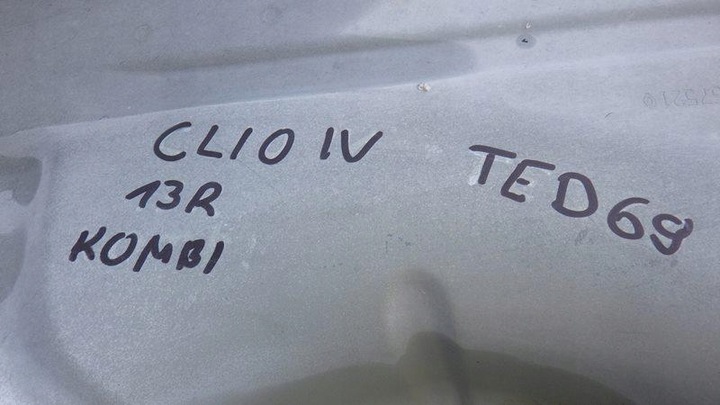 CLIO IV
13R
KOMBI
TED69